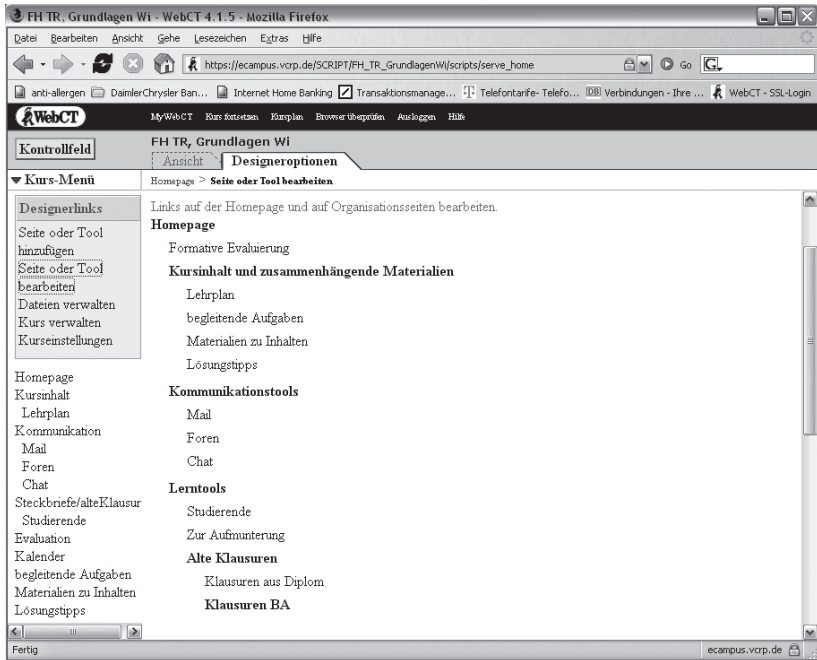 FH TR, Grundlagen Wi - WebCT 4.1.5 - Mozilla Firefox
Datei Bearbeiten Ansicht Gehe Lesezeichen Extras Hilfe
https://ecampus.vcrp.de/SCRIPT/FH_TR_GrundlagenWi/scripts/serve_home Go G.
anti-allergen DaimlerChrysler Ban... Internet Home Banking Transaktionsmanage... Telefontarife- Telefo... DB Verbindungen - Ihre ... WebCT - SSL-Login
WebCT MyWebCT Kurs fortsetzen Kursplan Browser überprüfen Ausloggen Hilfe
Kontrollfeld
FH TR, Grundlagen Wi
Ansicht Designeroptionen
Kurs-Menü
Homepage > Seite oder Tool bearbeiten
Designerlinks
Seite oder Tool
hinzufügen
Seite oder Tool
bearbeiten
Dateien verwalten
Kurs verwalten
Kurseinstellungen
Homepage
Kursinhalt
Lehrplan
Kommunikation
Mail
Foren
Chat
Steckbriefe/alteKlausur
Studierende
Evaluation
Kalender
begleitende Aufgaben
Materialien zu Inhalten
Lösungstipps
Links auf der Homepage und auf Organisationsseiten bearbeiten.
Homepage
Formative Evaluierung
Kursinhalt und zusammenhängende Materialien
Lehrplan
begleitende Aufgaben
Materialien zu Inhalten
Lösungstipps
Kommunikationstools
Mail
Foren
Chat
Lerntools
Studierende
Zur Aufmunterung
Alte Klausuren
Klausuren aus Diplom
Klausuren BA
Fertig
ecampus.vcrp.de